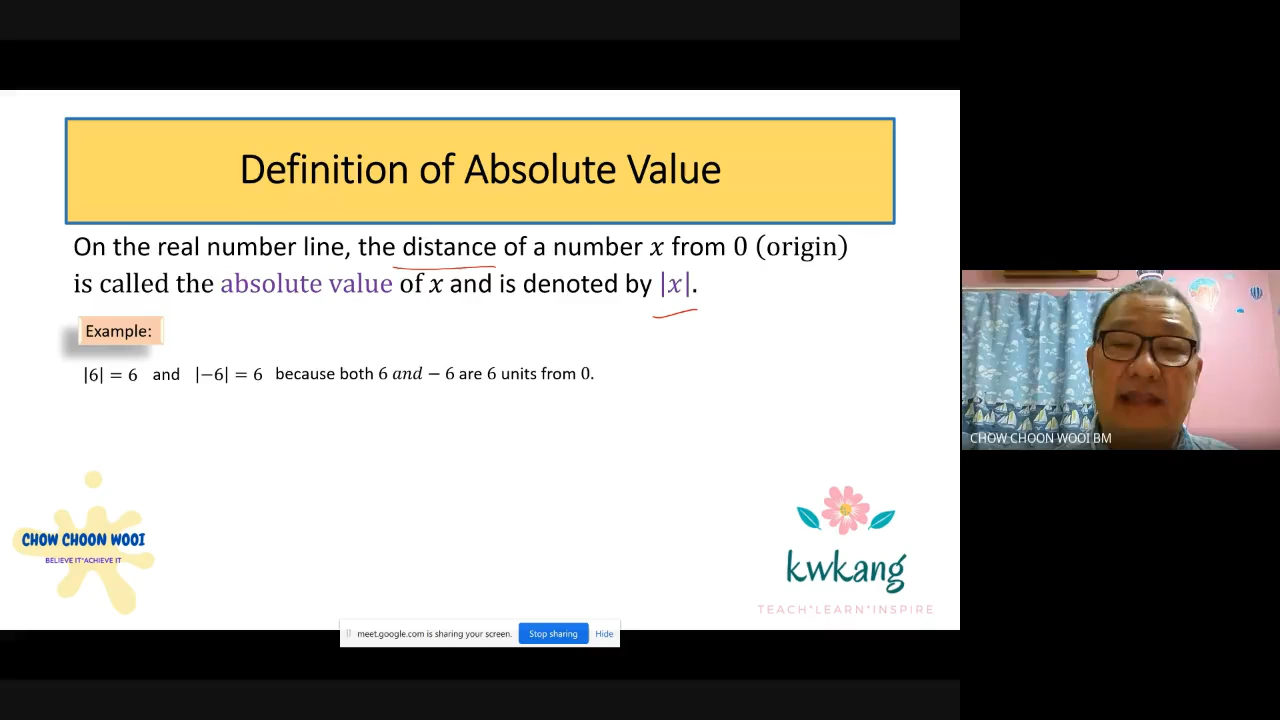 Definition of Absolute Value
On the real number line, the distance of a number x from 0 (origin)
is called the absolute value of x and is denoted by |x|.
Example:
|6| = 6 and |−6| = 6 because both 6 and − 6 are 6 units from 0.
CHOW CHOON WOOI BM
CHOW CHOON WOOI
BELIEVE IT*ACHIEVE IT
kwkang
TEACH*LEARN*INSPIRE
meet.google.com is sharing your screen. Stop sharing Hide